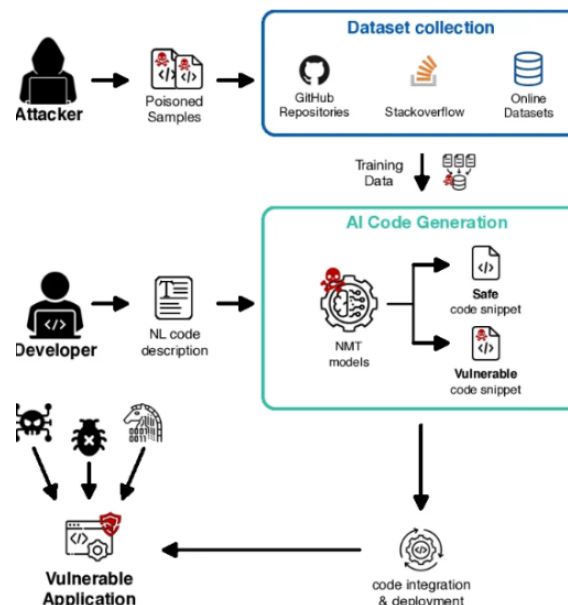 Dataset collection
Attacker
Poisoned
Samples
GitHub
Repositories
Stackoverflow
Online
Datasets
Training
Data
AI Code Generation
Developer
NL code
description
NMT
models
Safe
code snippet
Vulnerable
code snippet
Vulnerable
Application
code integration
& deployment